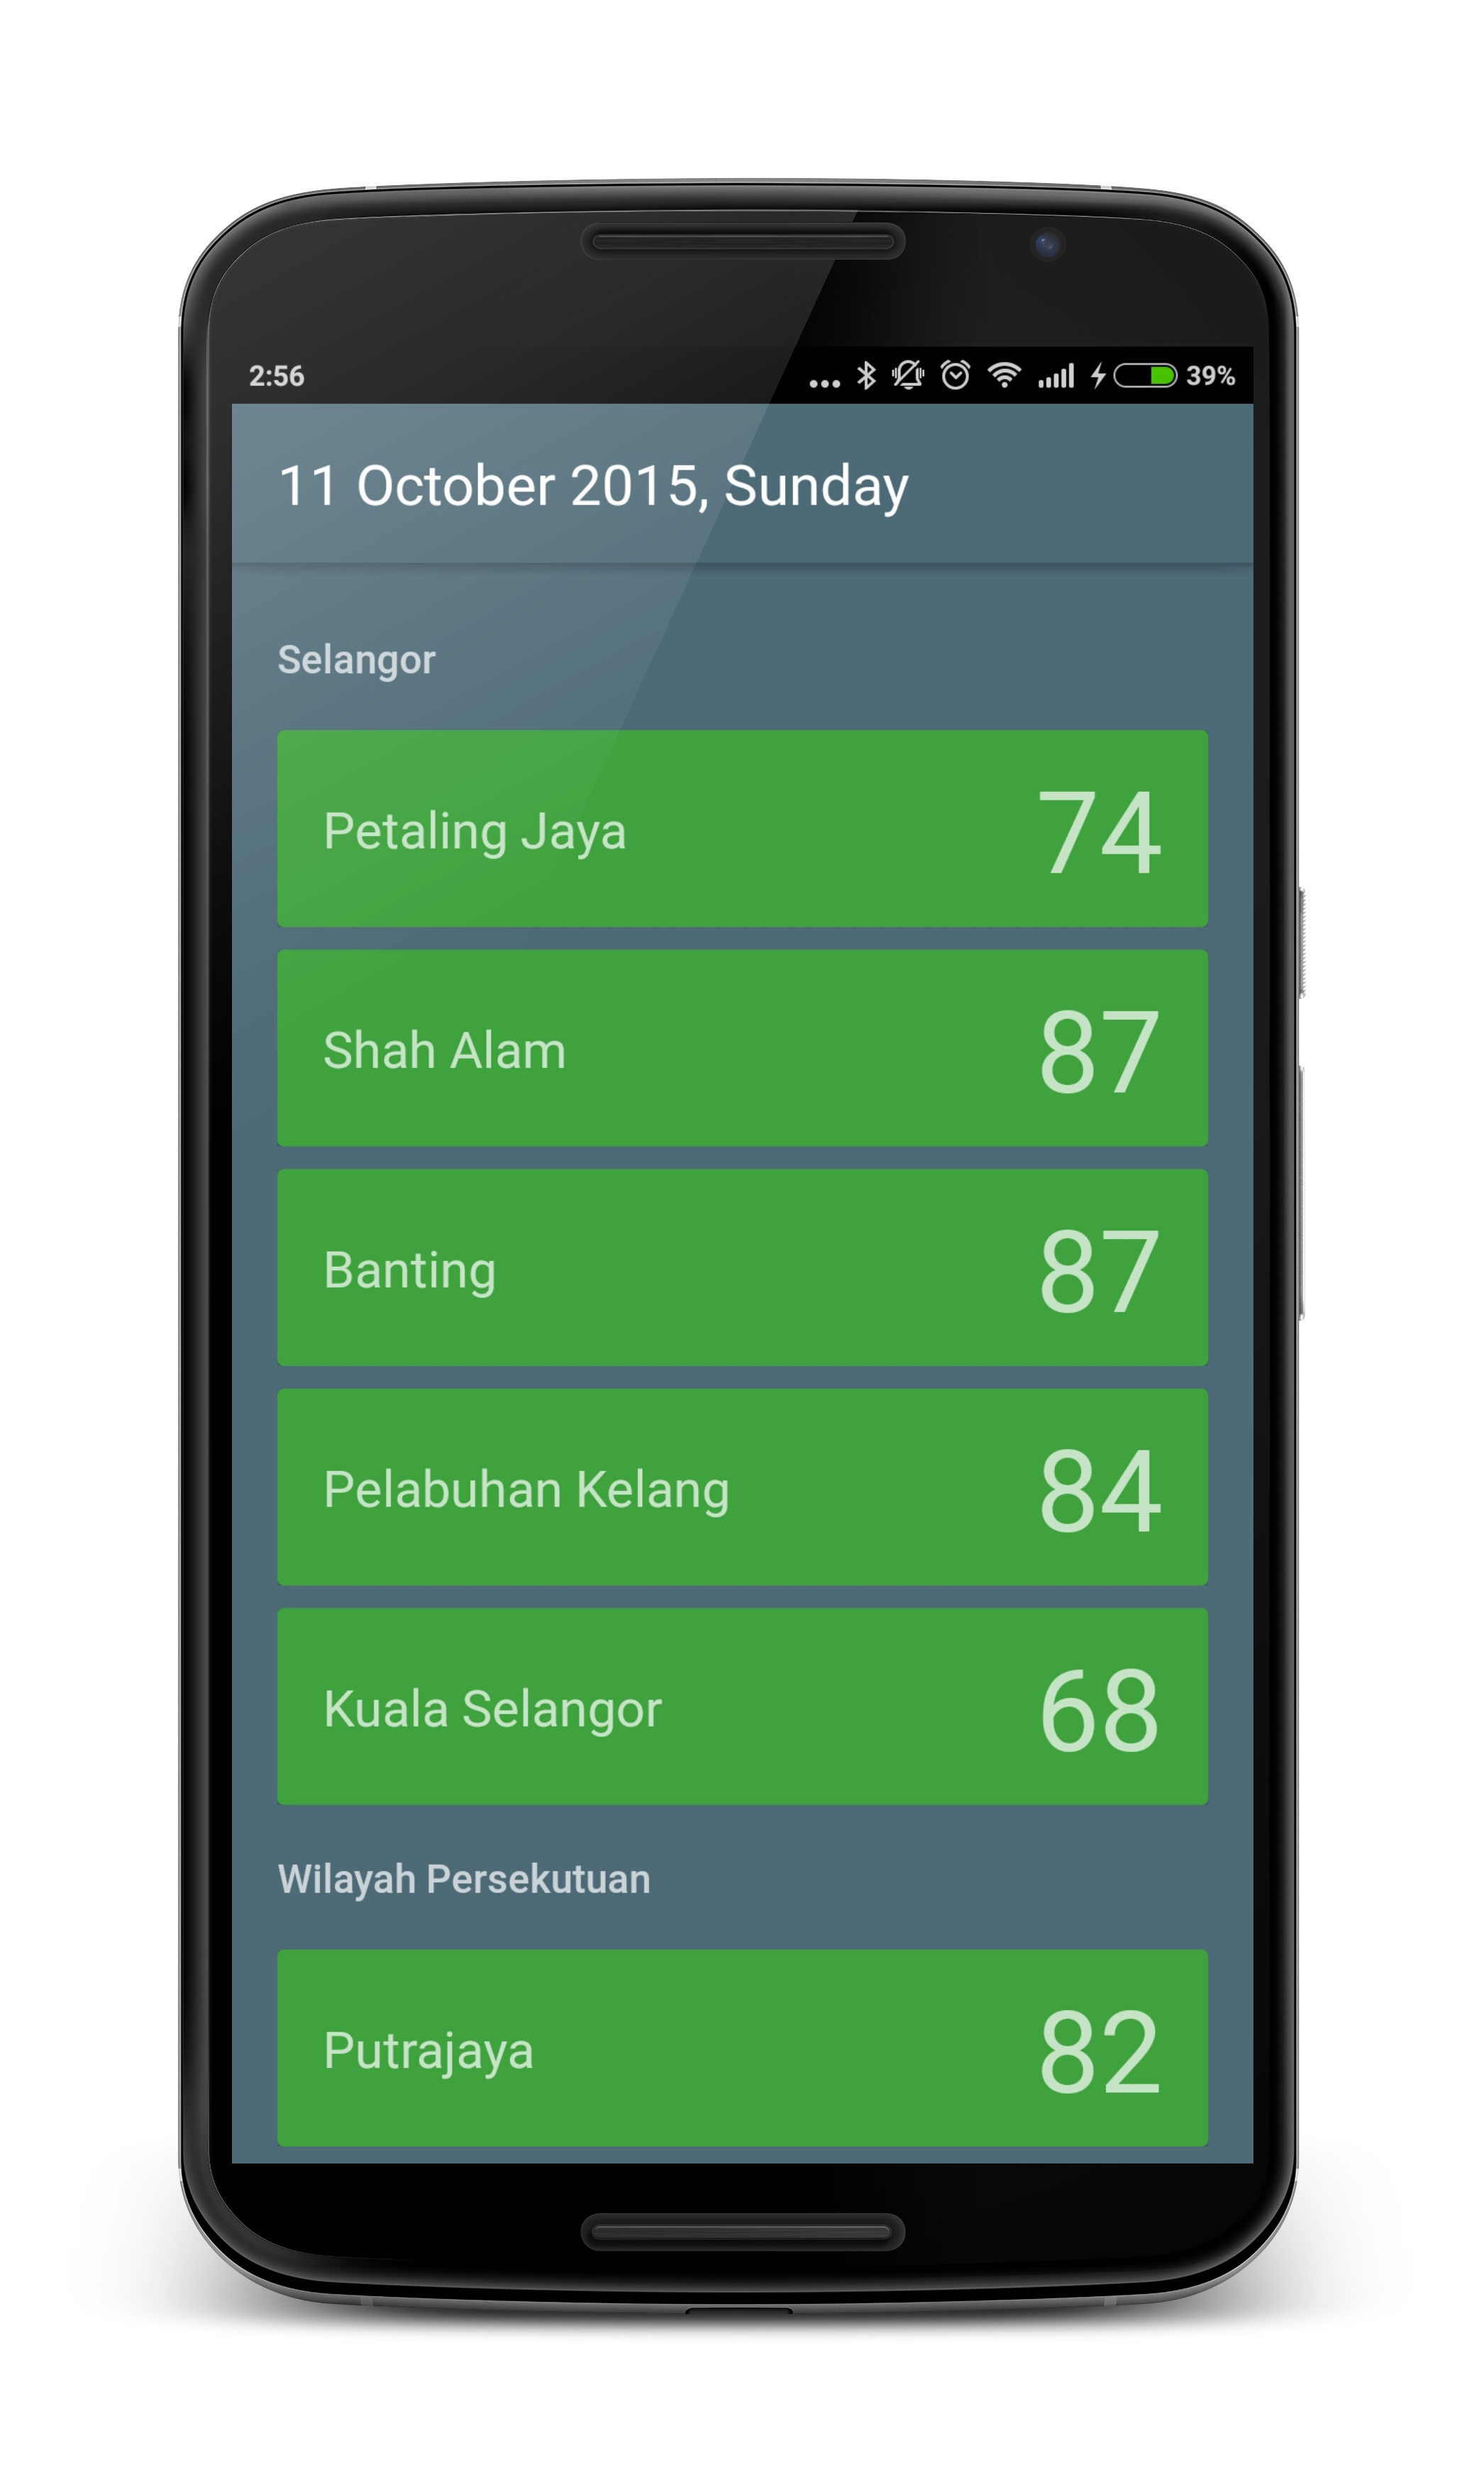 2:56
39%
11 October 2015, Sunday
Selangor
Petaling Jaya 74
Shah Alam 87
Banting 87
Pelabuhan Kelang 84
Kuala Selangor 68
Wilayah Persekutuan
Putrajaya 82